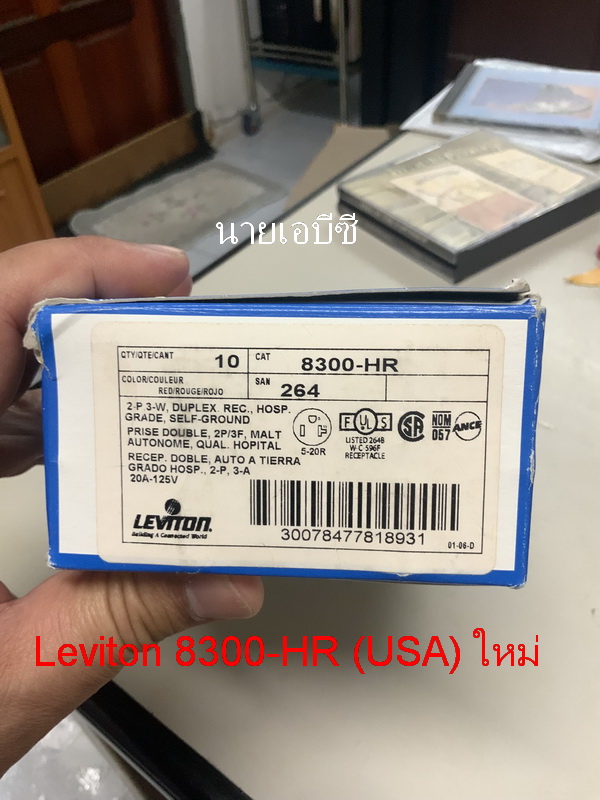 นายเอบีซี
QTY/QTE/CANT 10 CAT 8300-HR
COLOR/COULEUR SAN 264
RED/ROUGE/ROJO
2-P 3-W, DUPLEX. REC., HOSP.
GRADE, SELF-GROUND
PRISE DOUBLE, 2P/3F, MALT
AUTONOME, QUAL. HOPITAL
RECEP. DOBLE, AUTO A TIERRA
GRADO HOSP., 2-P, 3-A
20A-125V
5-20R
UL
LISTED 264B
W-C 596F
RECEPTACLE
NOM
057
ANCE
LEVITON
Building A Connected World
30078477818931
01-06-D
Leviton 8300-HR (USA) ใหม่